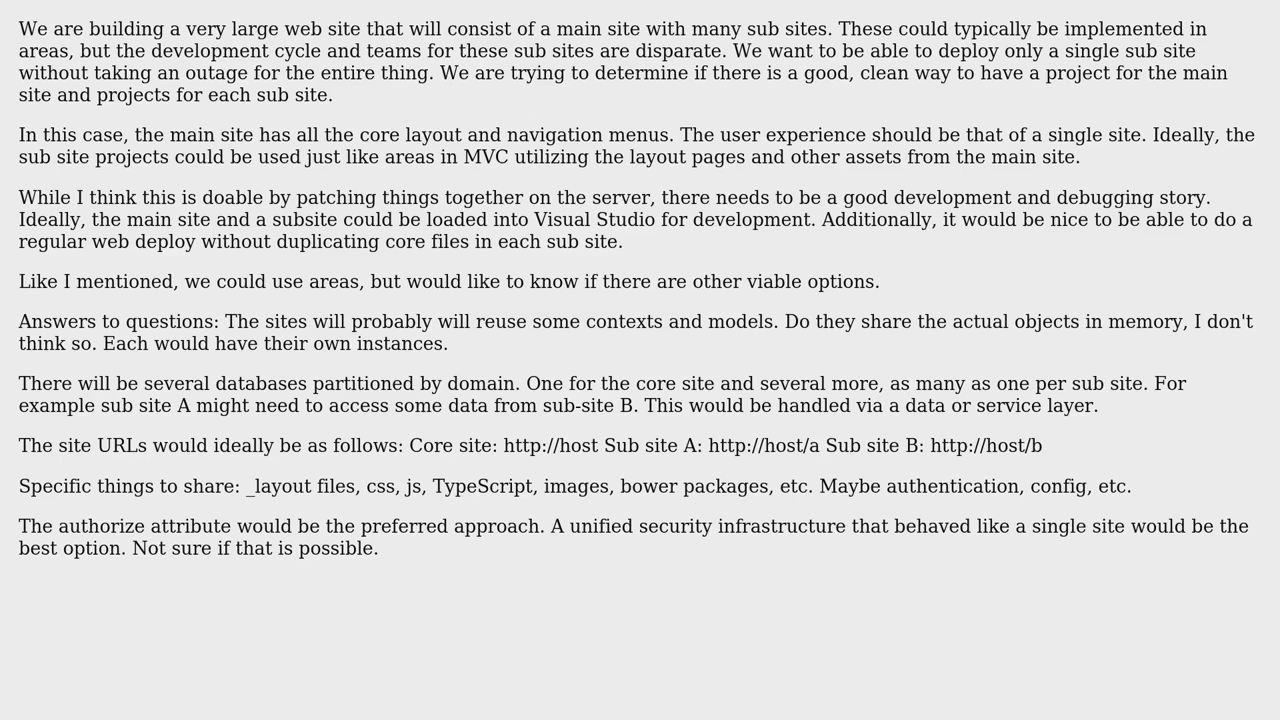 We are building a very large web site that will consist of a main site with many sub sites. These could typically be implemented in
areas, but the development cycle and teams for these sub sites are disparate. We want to be able to deploy only a single sub site
without taking an outage for the entire thing. We are trying to determine if there is a good, clean way to have a project for the main
site and projects for each sub site.
In this case, the main site has all the core layout and navigation menus. The user experience should be that of a single site. Ideally, the
sub site projects could be used just like areas in MVC utilizing the layout pages and other assets from the main site.
While I think this is doable by patching things together on the server, there needs to be a good development and debugging story.
Ideally, the main site and a subsite could be loaded into Visual Studio for development. Additionally, it would be nice to be able to do a
regular web deploy without duplicating core files in each sub site.
Like I mentioned, we could use areas, but would like to know if there are other viable options.
Answers to questions: The sites will probably will reuse some contexts and models. Do they share the actual objects in memory, I don't
think so. Each would have their own instances.
There will be several databases partitioned by domain. One for the core site and several more, as many as one per sub site. For
example sub site A might need to access some data from sub-site B. This would be handled via a data or service layer.
The site URLs would ideally be as follows: Core site: http://host Sub site A: http://host/a Sub site B: http://host/b
Specific things to share: _layout files, css, js, TypeScript, images, bower packages, etc. Maybe authentication, config, etc.
The authorize attribute would be the preferred approach. A unified security infrastructure that behaved like a single site would be the
best option. Not sure if that is possible.